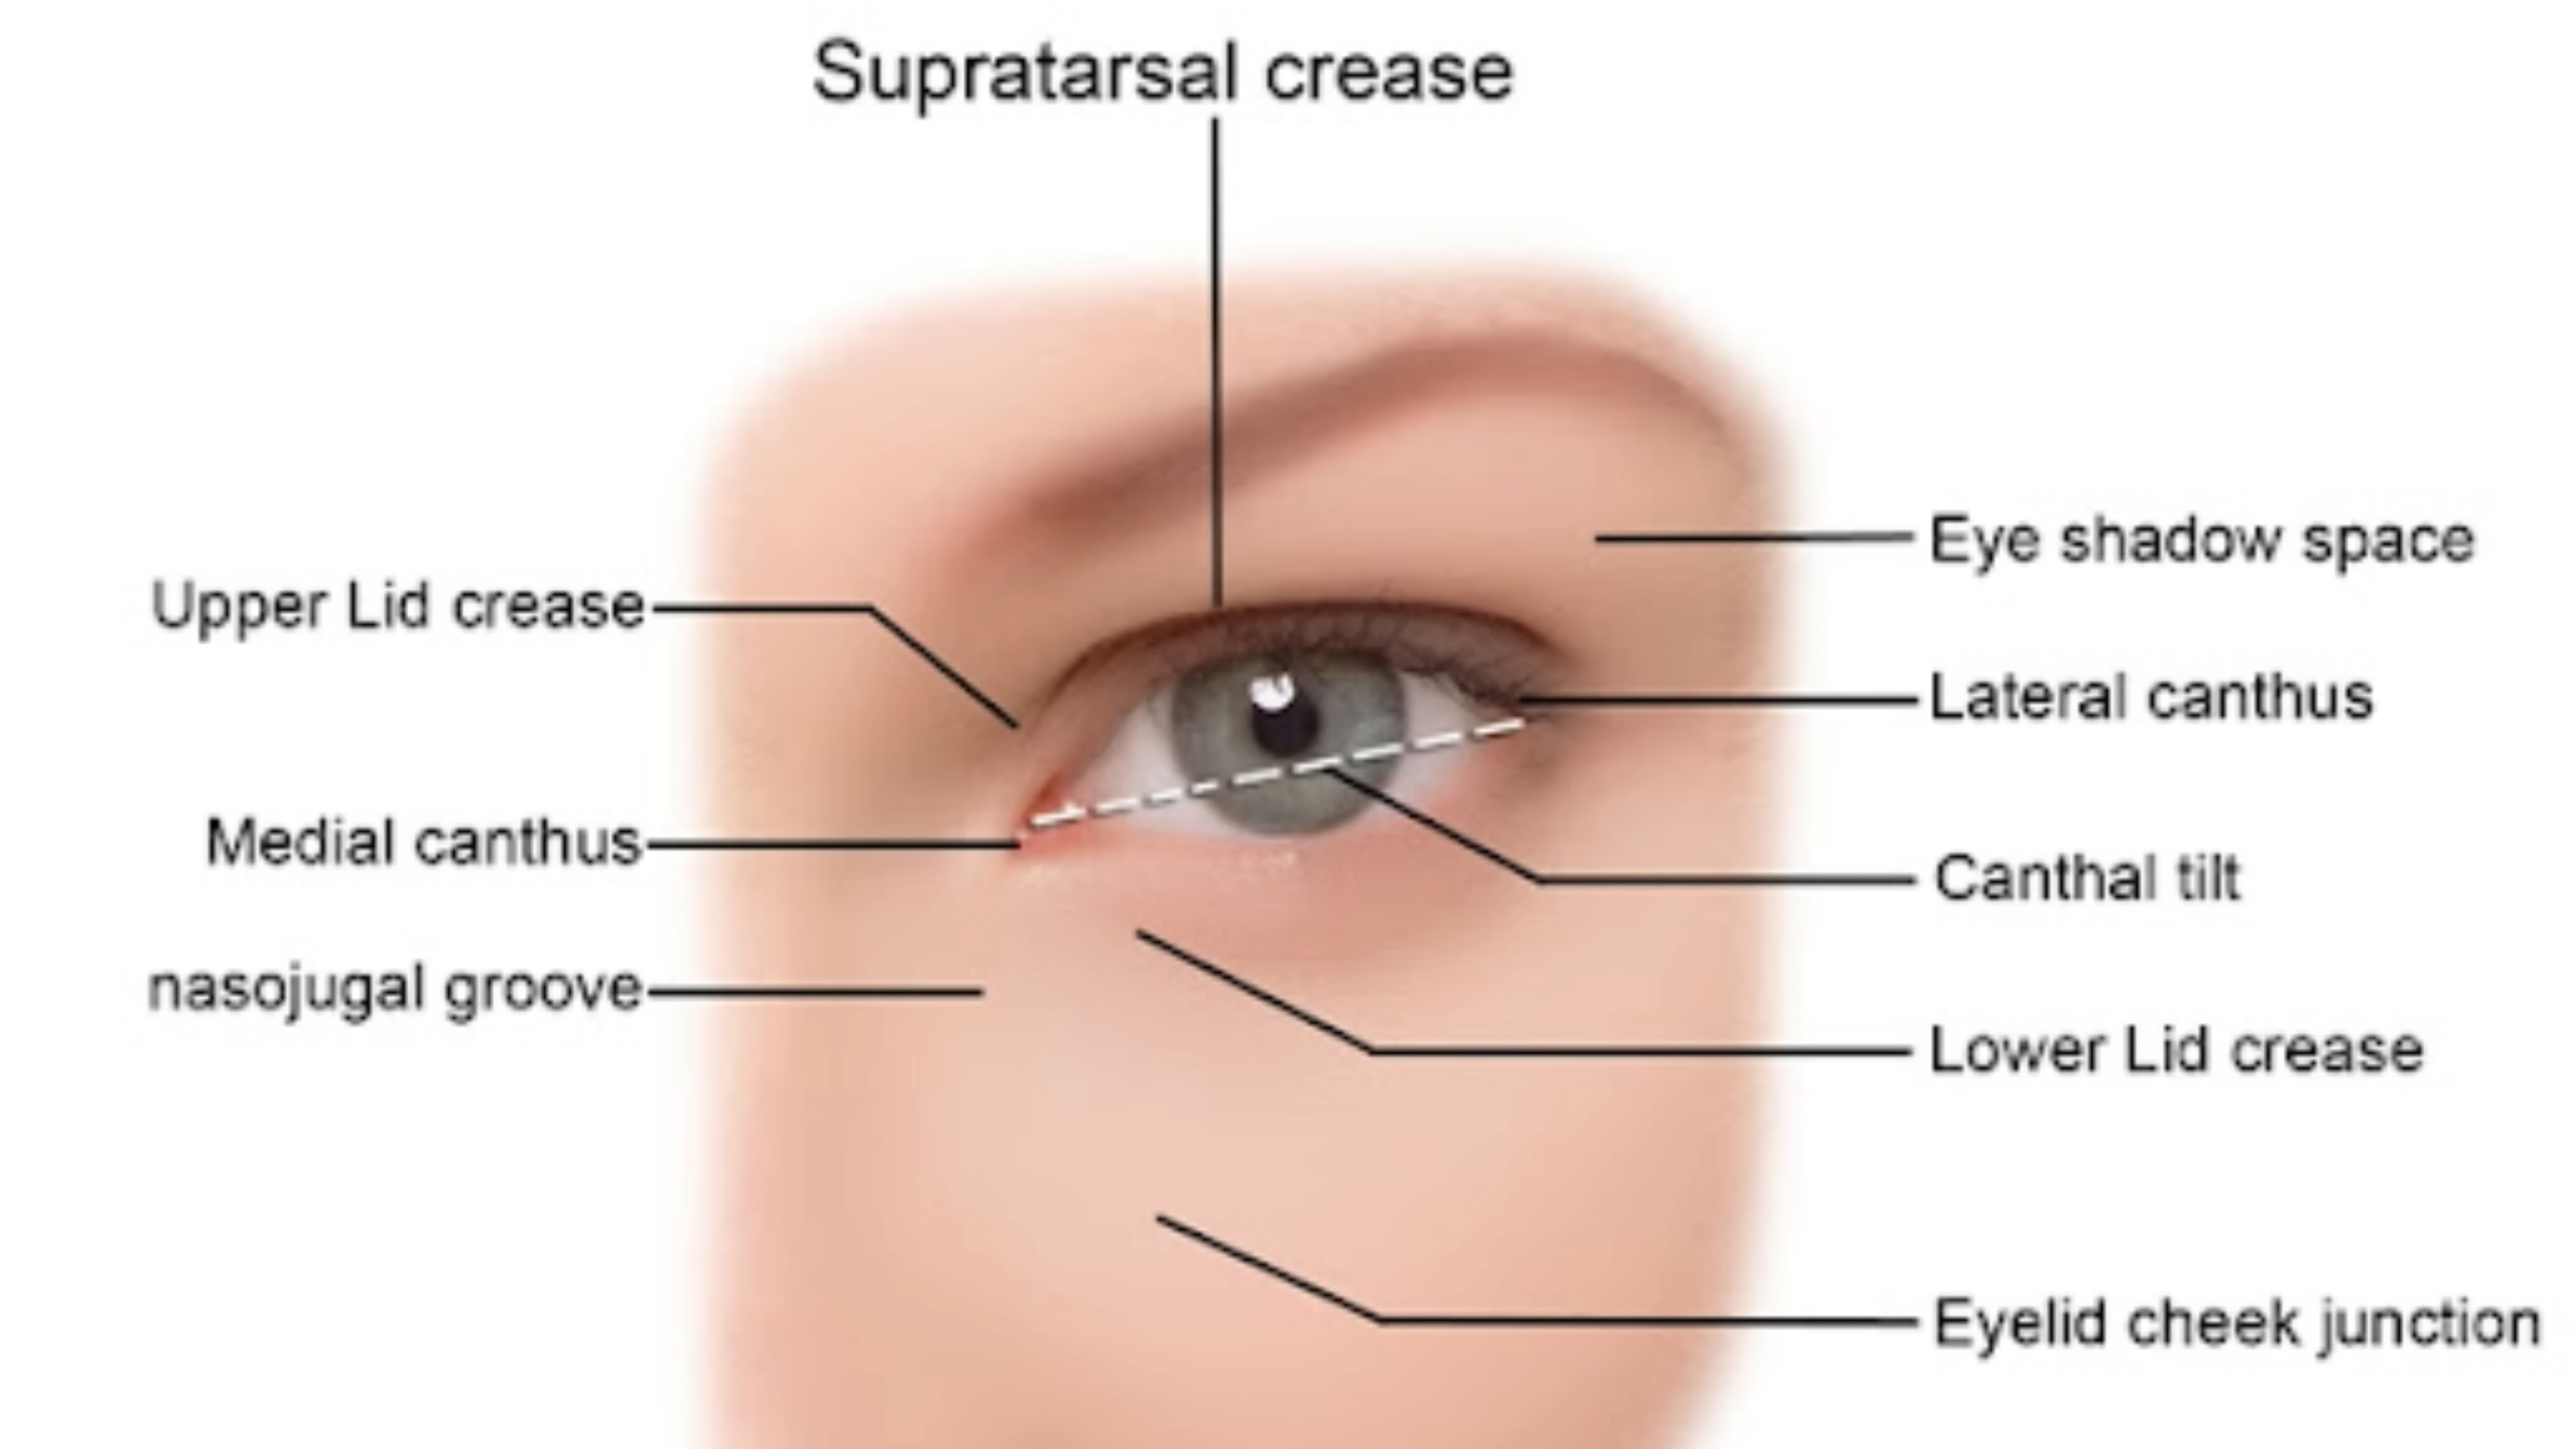 Supratarsal crease
Eye shadow space
Upper Lid crease
Lateral canthus
Medial canthus
Canthal tilt
nasojugal groove
Lower Lid crease
Eyelid cheek junction